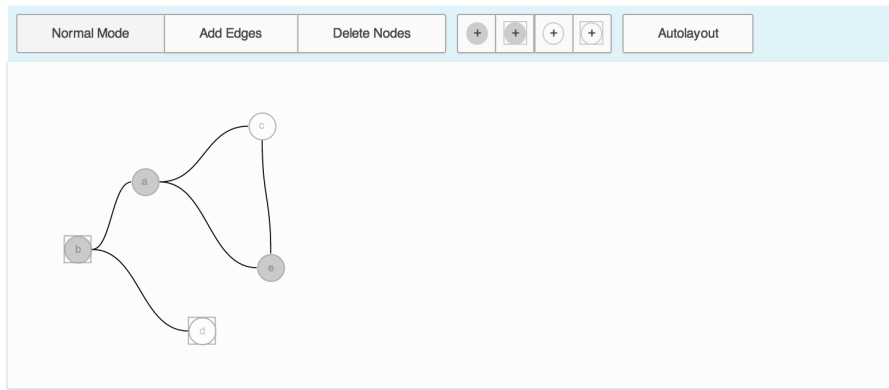 Normal Mode Add Edges Delete Nodes + + + + Autolayout
c
a
b
e
d